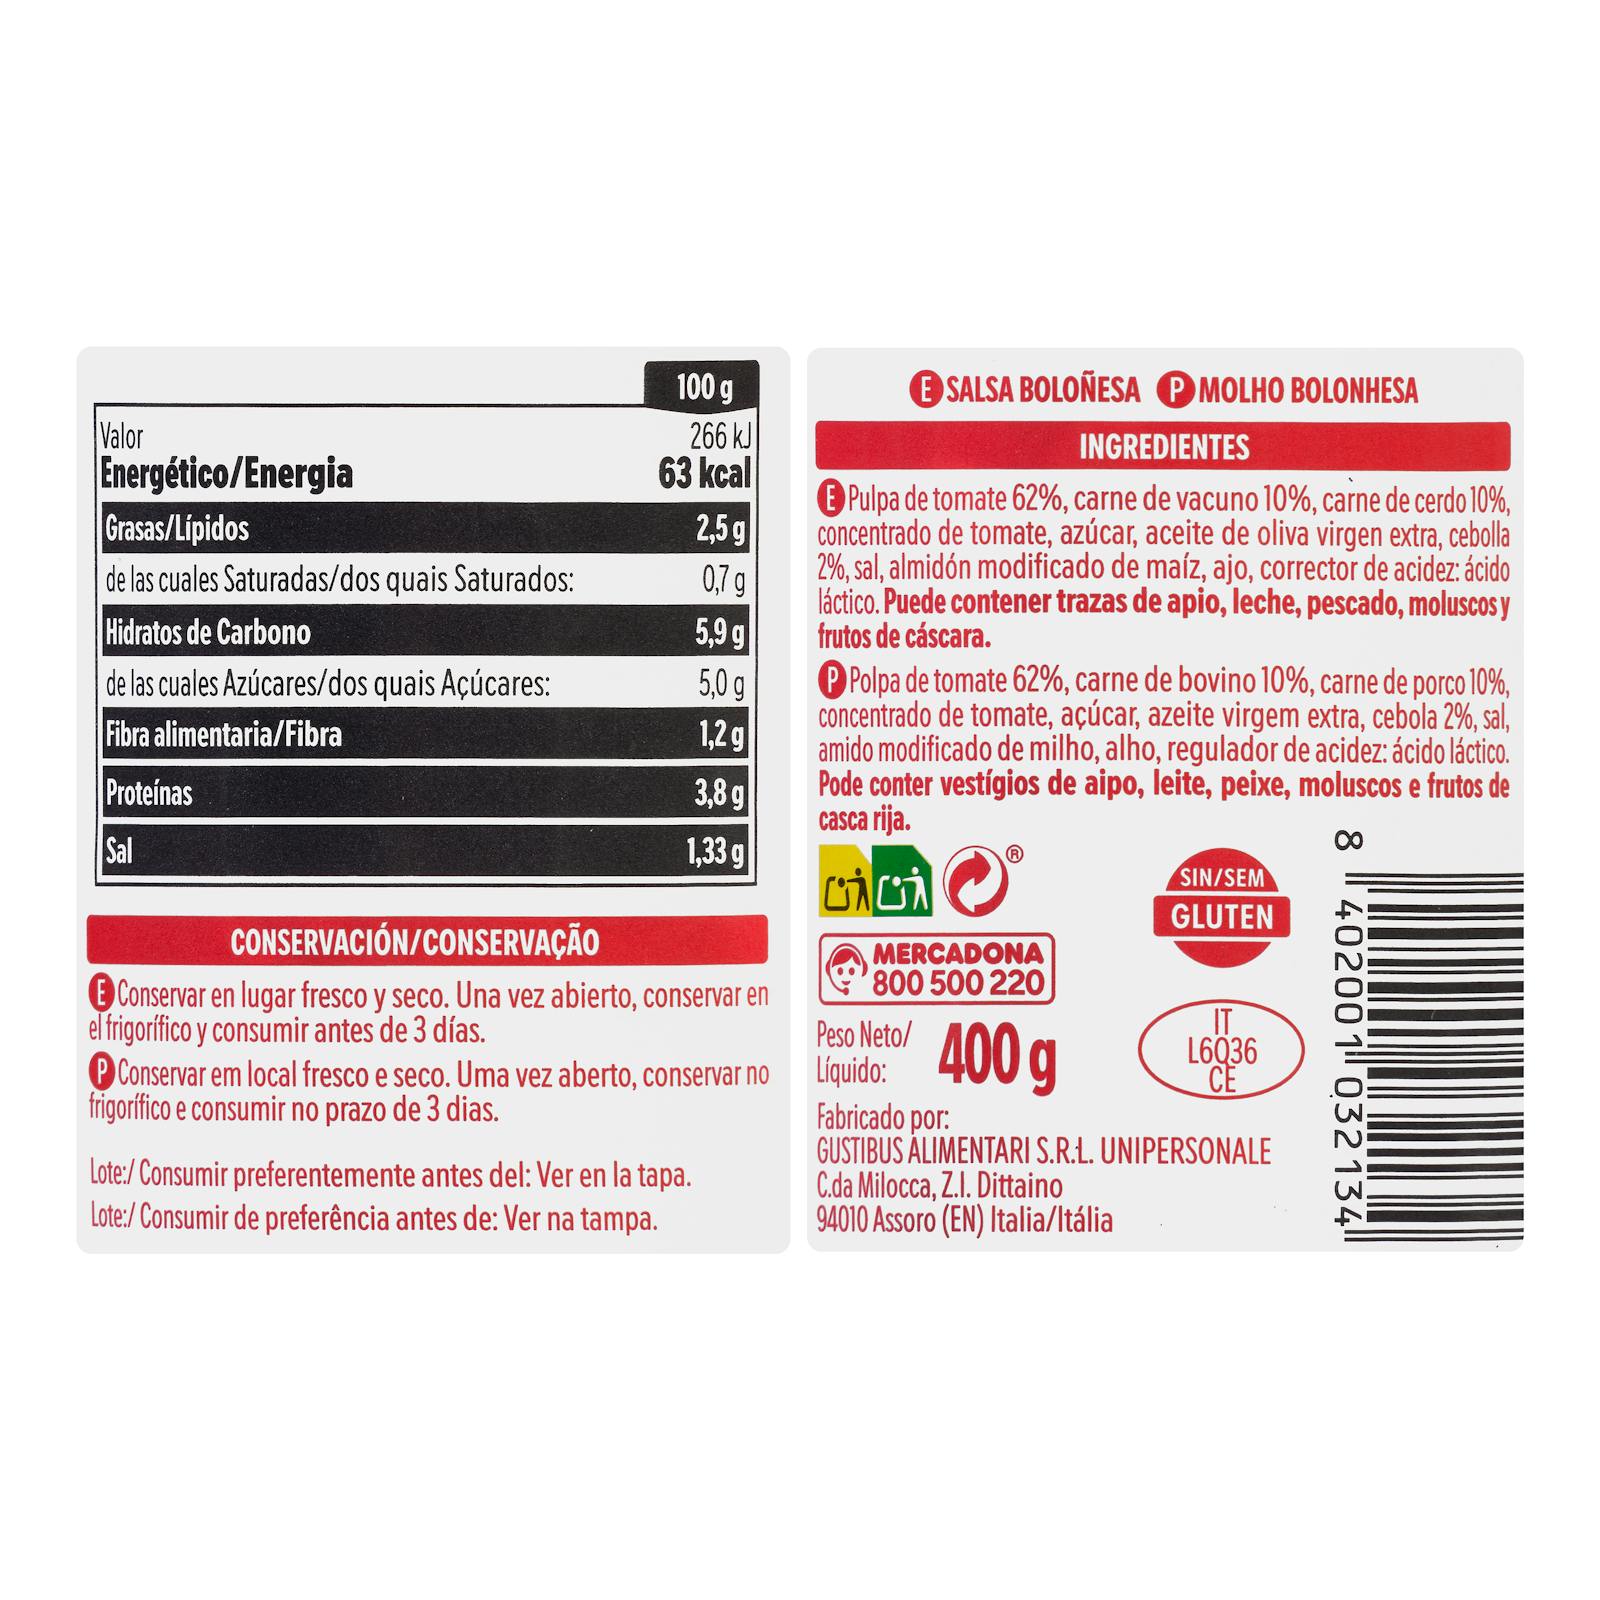 100 g
Valor 266 kJ
Energético/Energia 63 kcal
Grasas/Lípidos 2,5 g
de las cuales Saturadas/dos quais Saturados: 0,7 g
Hidratos de Carbono 5,9 g
de las cuales Azúcares/dos quais Açúcares: 5,0 g
Fibra alimentaria/Fibra 1,2 g
Proteínas 3,8 g
Sal 1,33 g
CONSERVACIÓN/CONSERVAÇÃO
E Conservar en lugar fresco y seco. Una vez abierto, conservar en
el frigorífico y consumir antes de 3 días.
P Conservar em local fresco e seco. Uma vez aberto, conservar no
frigorífico e consumir no prazo de 3 dias.
Lote:/ Consumir preferentemente antes del: Ver en la tapa.
Lote:/ Consumir de preferência antes de: Ver na tampa.
E SALSA BOLOÑESA P MOLHO BOLONHESA
INGREDIENTES
E Pulpa de tomate 62%, carne de vacuno 10%, carne de cerdo 10%,
concentrado de tomate, azúcar, aceite de oliva virgen extra, cebolla
2%, sal, almidón modificado de maíz, ajo, corrector de acidez: ácido
láctico. Puede contener trazas de apio, leche, pescado, moluscos y
frutos de cáscara.
P Polpa de tomate 62%, carne de bovino 10%, carne de porco 10%,
concentrado de tomate, açúcar, azeite virgem extra, cebola 2%, sal,
amido modificado de milho, alho, regulador de acidez: ácido láctico.
Pode conter vestígios de aipo, leite, peixe, moluscos e frutos de
casca rija.
®
SIN/SEM
GLUTEN
MERCADONA
800 500 220
Peso Neto/
Líquido: 400 g
IT
L6Q36
CE
Fabricado por:
GUSTIBUS ALIMENTARI S.R.L. UNIPERSONALE
C.da Milocca, Z.I. Dittaino
94010 Assoro (EN) Italia/Itália
8 402001 032134